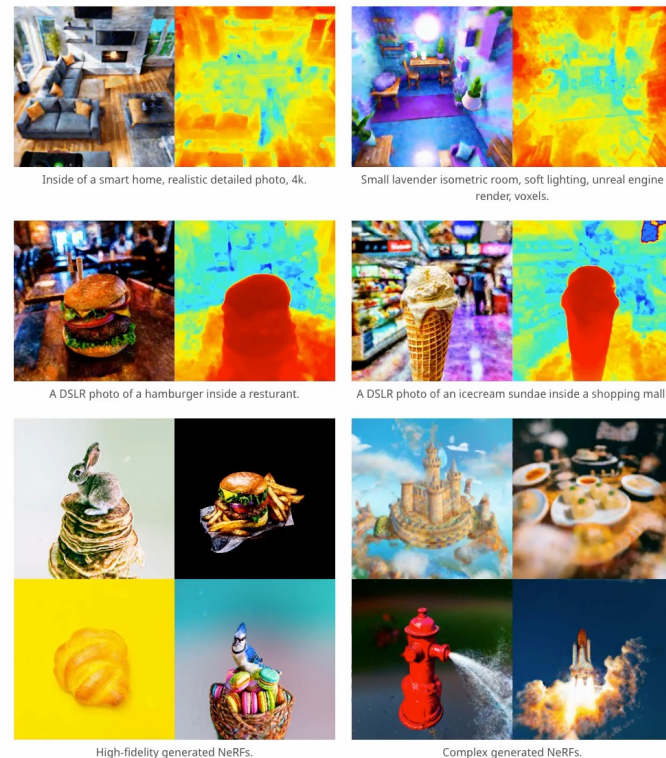 Inside of a smart home, realistic detailed photo, 4k.
Small lavender isometric room, soft lighting, unreal engine
render, voxels.
A DSLR photo of a hamburger inside a resturant.
A DSLR photo of an icecream sundae inside a shopping mall
High-fidelity generated NeRFs.
Complex generated NeRFs.